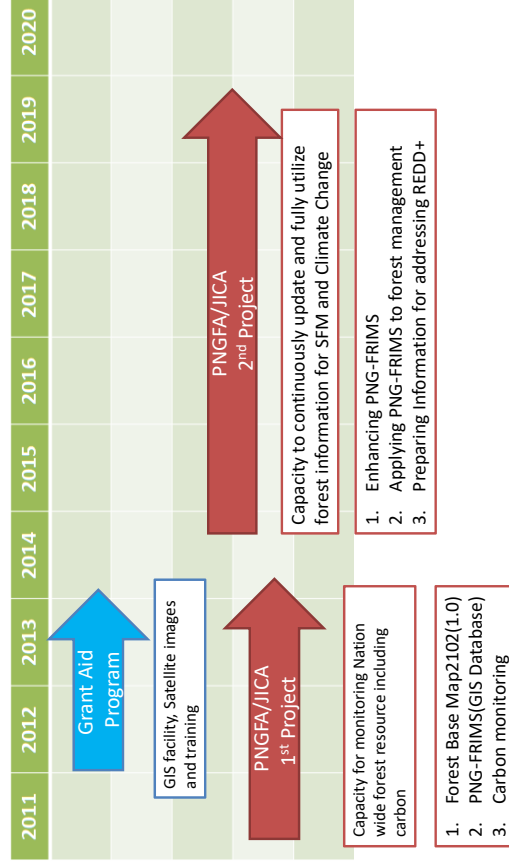 2011 2012 2013 2014 2015 2016 2017 2018 2019 2020
Grant Aid
Program
GIS facility, Satellite images
and training
PNGFA/JICA
1st Project
Capacity for monitoring Nation
wide forest resource including
carbon
1. Forest Base Map2102(1.0)
2. PNG-FRIMS(GIS Database)
3. Carbon monitoring
PNGFA/JICA
2nd Project
Capacity to continuously update and fully utilize
forest information for SFM and Climate Change
1. Enhancing PNG-FRIMS
2. Applying PNG-FRIMS to forest management
3. Preparing Information for addressing REDD+